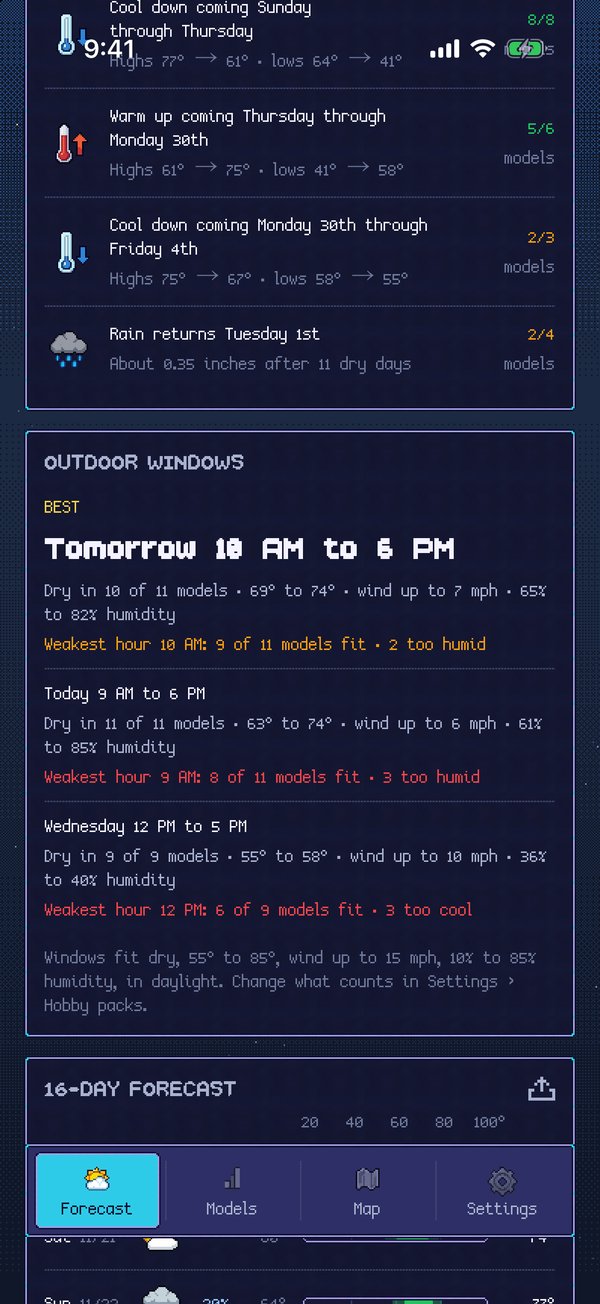 Cool down coming Sunday
through Thursday
8/8
9:41
Highs 77° → 61° · lows 64° → 41°
Warm up coming Thursday through
Monday 30th
5/6
models
Highs 61° → 75° · lows 41° → 58°
Cool down coming Monday 30th through
Friday 4th
2/3
models
Highs 75° → 67° · lows 58° → 55°
Rain returns Tuesday 1st
2/4
About 0.35 inches after 11 dry days
models
OUTDOOR WINDOWS
BEST
Tomorrow 10 AM to 6 PM
Dry in 10 of 11 models · 69° to 74° · wind up to 7 mph · 65%
to 82% humidity
Weakest hour 10 AM: 9 of 11 models fit · 2 too humid
Today 9 AM to 6 PM
Dry in 11 of 11 models · 63° to 74° · wind up to 6 mph · 61%
to 85% humidity
Weakest hour 9 AM: 8 of 11 models fit · 3 too humid
Wednesday 12 PM to 5 PM
Dry in 9 of 9 models · 55° to 58° · wind up to 10 mph · 36%
to 40% humidity
Weakest hour 12 PM: 6 of 9 models fit · 3 too cool
Windows fit dry, 55° to 85°, wind up to 15 mph, 10% to 85%
humidity, in daylight. Change what counts in Settings ›
Hobby packs.
16-DAY FORECAST
20 40 60 80 100°
Forecast
Models
Map
Settings
Sat 11/21